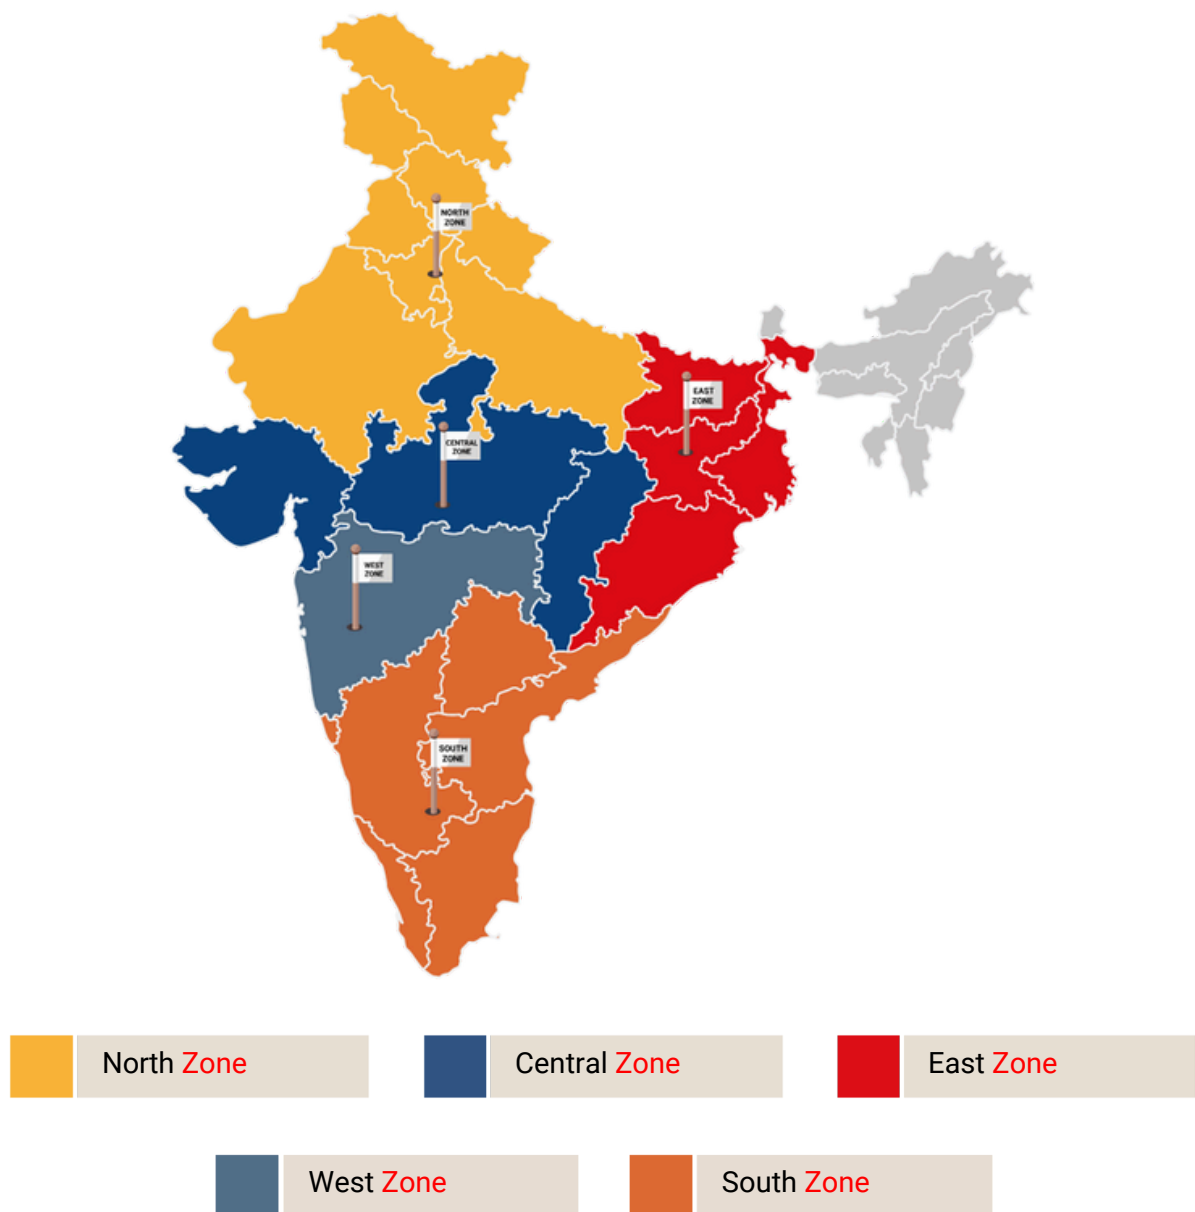 NORTH
ZONE
EAST
ZONE
CENTRAL
ZONE
WEST
ZONE
SOUTH
ZONE
North Zone
Central Zone
East Zone
West Zone
South Zone